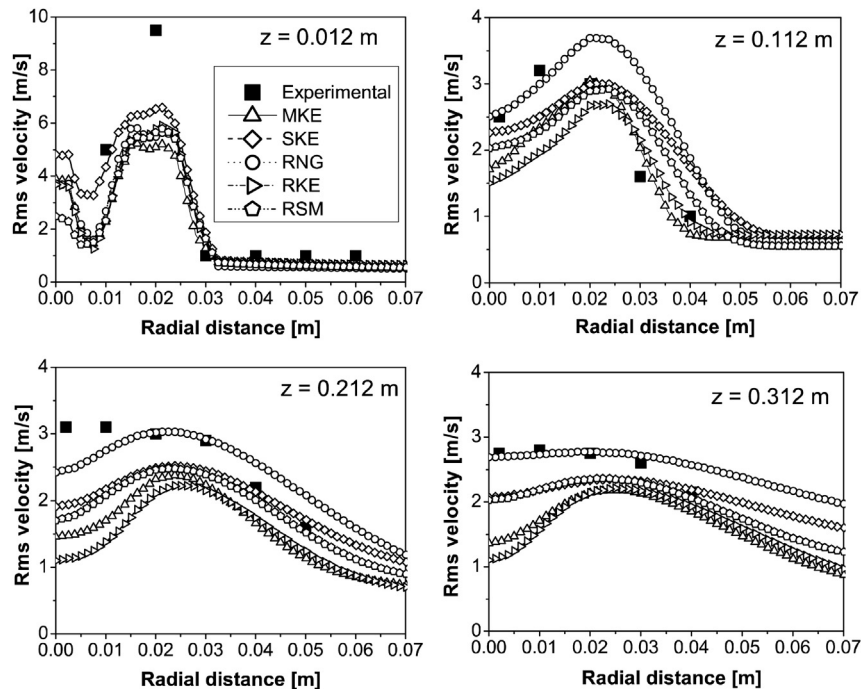 z = 0.012 m
Rms velocity [m/s]
10
8
6
4
2
0
Experimental
MKE
SKE
RNG
RKE
RSM
0.00 0.01 0.02 0.03 0.04 0.05 0.06 0.07
Radial distance [m]
z = 0.112 m
Rms velocity [m/s]
4
3
2
1
0
0.00 0.01 0.02 0.03 0.04 0.05 0.06 0.07
Radial distance [m]
z = 0.212 m
Rms velocity [m/s]
4
3
2
1
0
0.00 0.01 0.02 0.03 0.04 0.05 0.06 0.07
Radial distance [m]
z = 0.312 m
Rms velocity [m/s]
4
3
2
1
0
0.00 0.01 0.02 0.03 0.04 0.05 0.06 0.07
Radial distance [m]